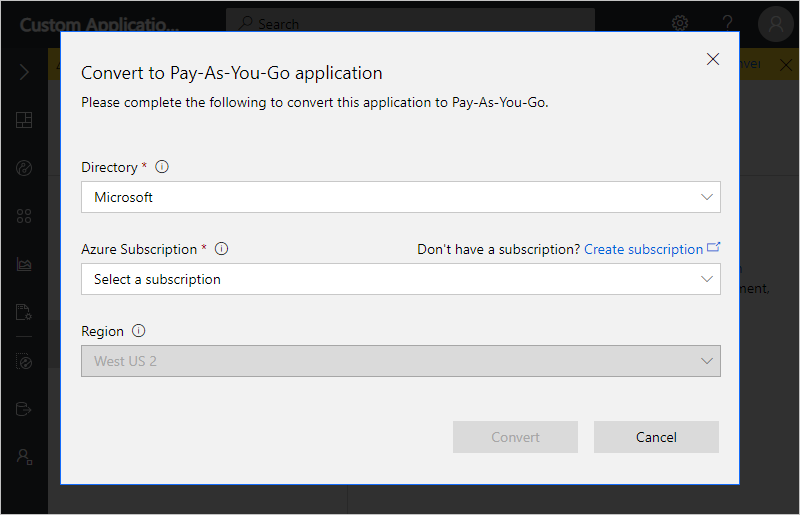 Custom Applicatio...
Search
?
Convert to Pay-As-You-Go application
Please complete the following to convert this application to Pay-As-You-Go.
Directory *
Microsoft
Azure Subscription *
Don't have a subscription? Create subscription
Select a subscription
ment.
Region
West US 2
Convert
Cancel